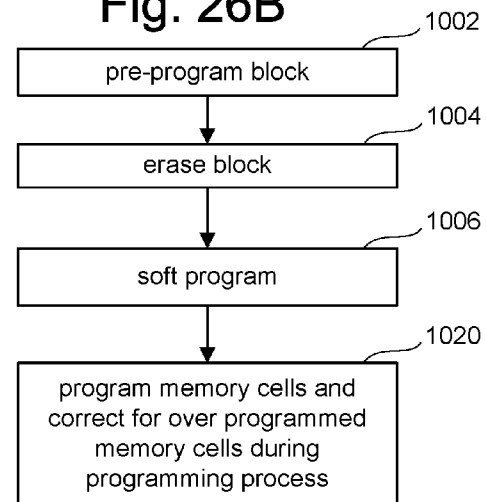 Fig. 26B
1002
pre-program block
1004
erase block
1006
soft program
1020
program memory cells and
correct for over programmed
memory cells during
programming process